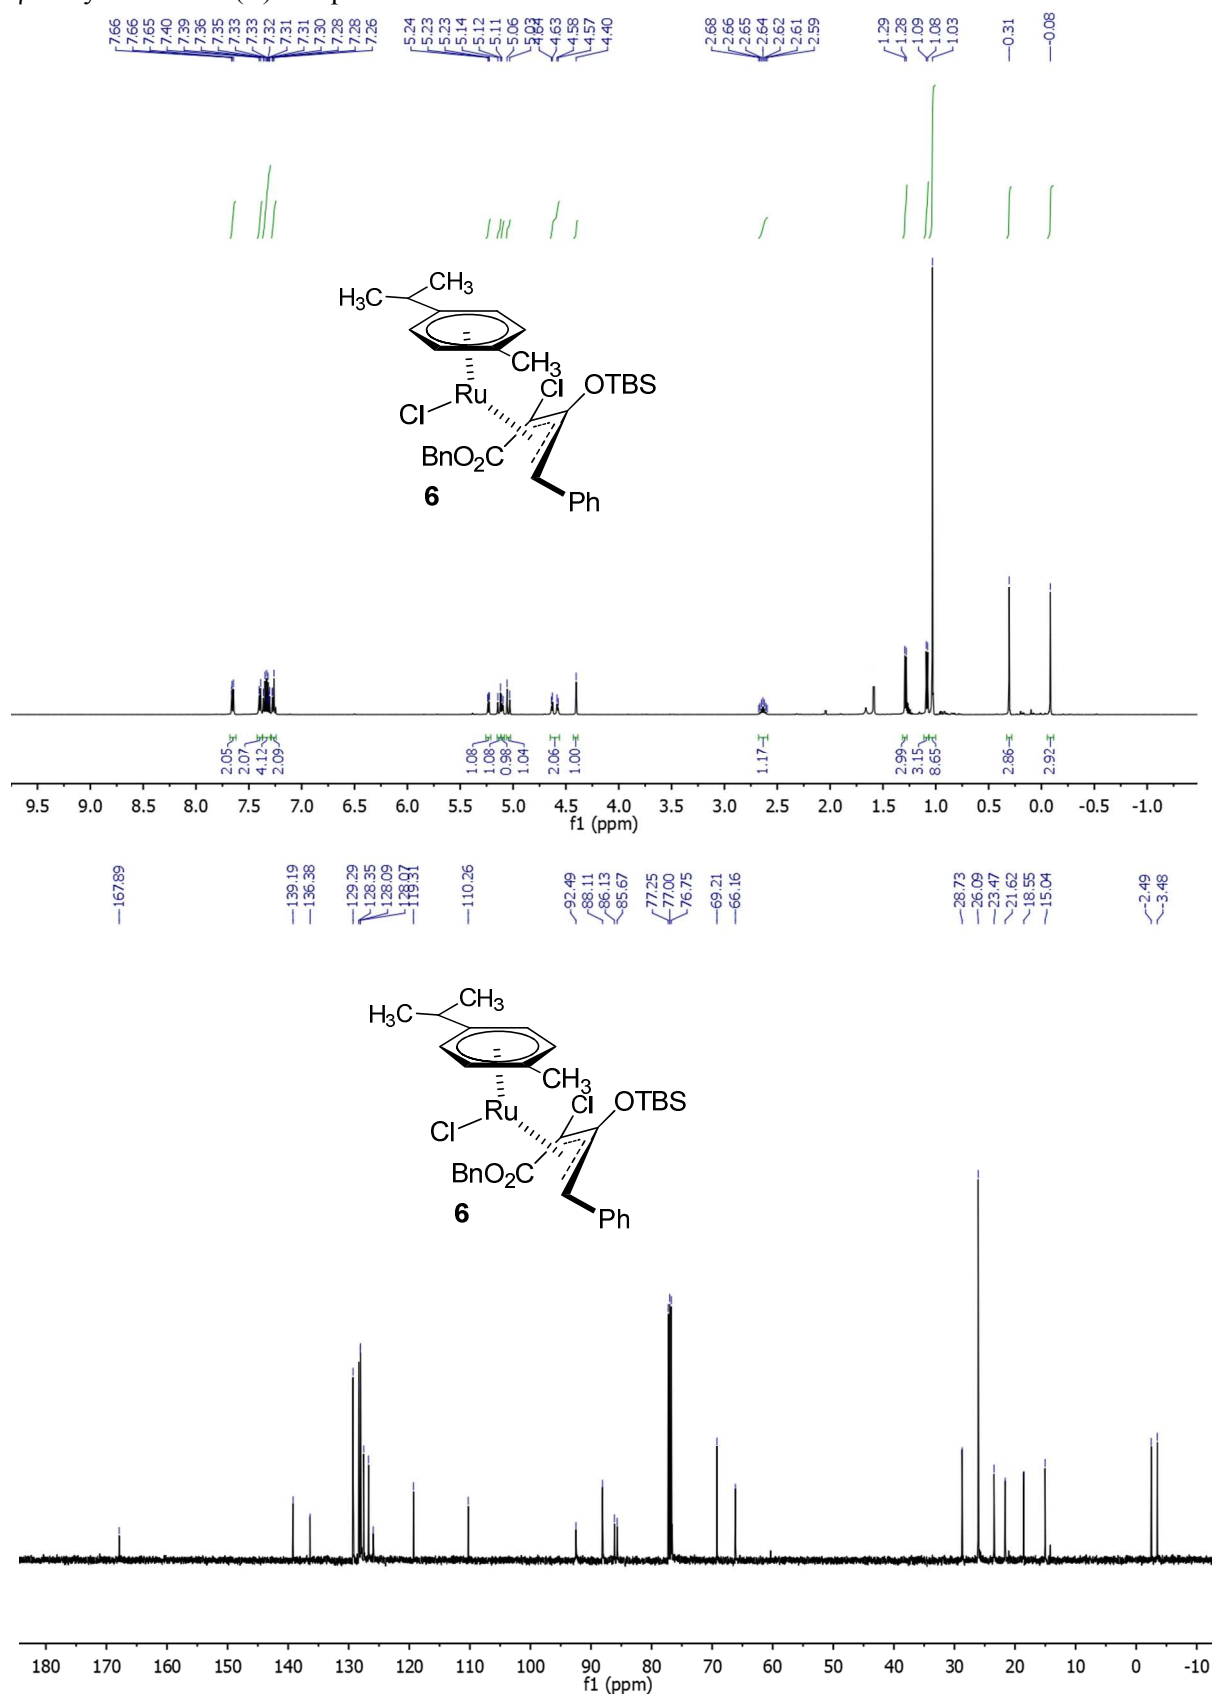 7.66 7.66 7.65 7.40 7.39 7.36 7.35 7.33 7.33 7.32 7.31 7.31 7.30 7.28 7.28 7.26 5.24 5.23 5.23 5.14 5.12 5.11 5.06 5.03 4.64 4.63 4.58 4.57 4.40 2.68 2.66 2.65 2.64 2.62 2.61 2.59 1.29 1.28 1.09 1.08 1.03 0.31 -0.08
H3C CH3
CH3
Cl OTBS
Ru
Cl
BnO2C
6 Ph
2.05 2.07 4.12 2.09 1.08 1.08 0.98 1.04 2.06 1.00 1.17 2.99 3.15 8.65 2.86 2.92
9.5 9.0 8.5 8.0 7.5 7.0 6.5 6.0 5.5 5.0 4.5 4.0 3.5 3.0 2.5 2.0 1.5 1.0 0.5 0.0 -0.5 -1.0
f1 (ppm)
167.89 139.19 136.38 129.29 128.35 128.09 128.07 119.31 110.26 92.49 88.11 86.13 85.67 77.25 77.00 76.75 69.21 66.16 28.73 26.09 23.47 21.62 18.55 15.04 -2.49 -3.48
H3C CH3
CH3
Cl OTBS
Ru
Cl
BnO2C
6 Ph
180 170 160 150 140 130 120 110 100 90 80 70 60 50 40 30 20 10 0 -10
f1 (ppm)